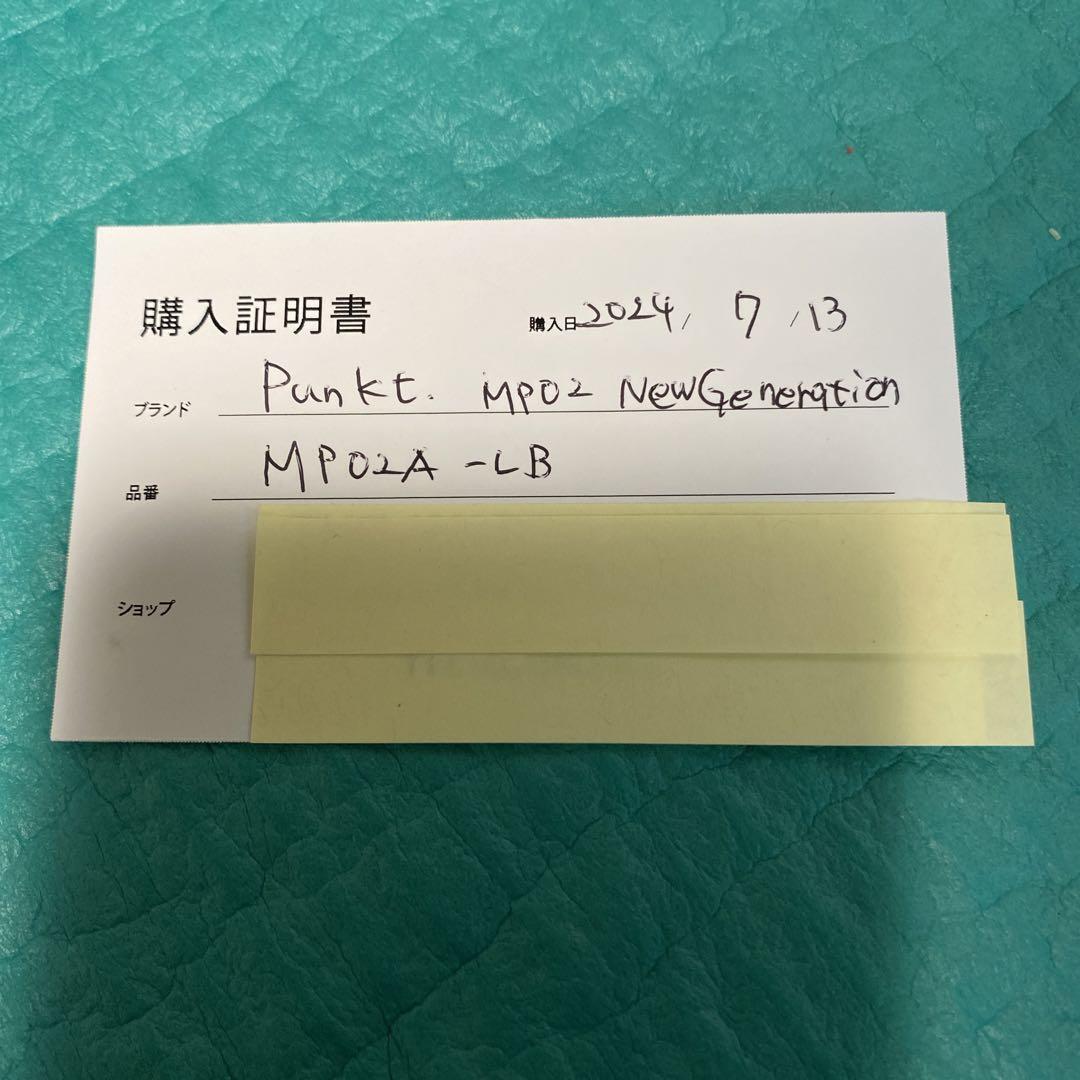 購入証明書 購入日 2024/ 7 /13
ブランド Punkt. MP02 NewGeneration
品番 MP02A-LB
ショップ